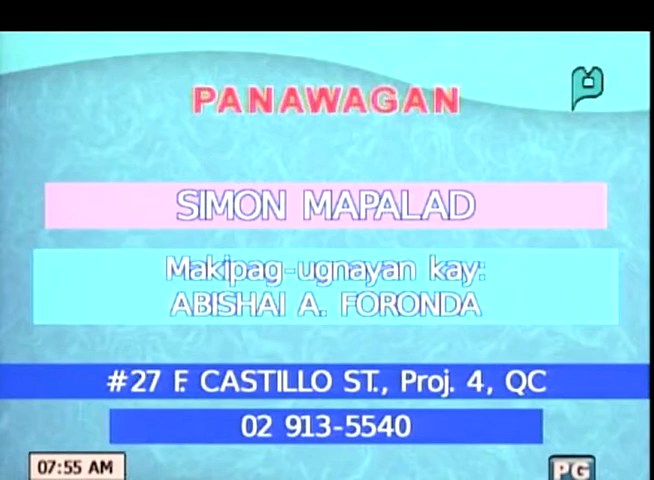 PANAWAGAN
SIMON MAPALAD
Makipag-ugnayan kay:
ABISHAI A. FORONDA
#27 F. CASTILLO ST., Proj. 4, QC
02 913-5540
07:55 AM
PG